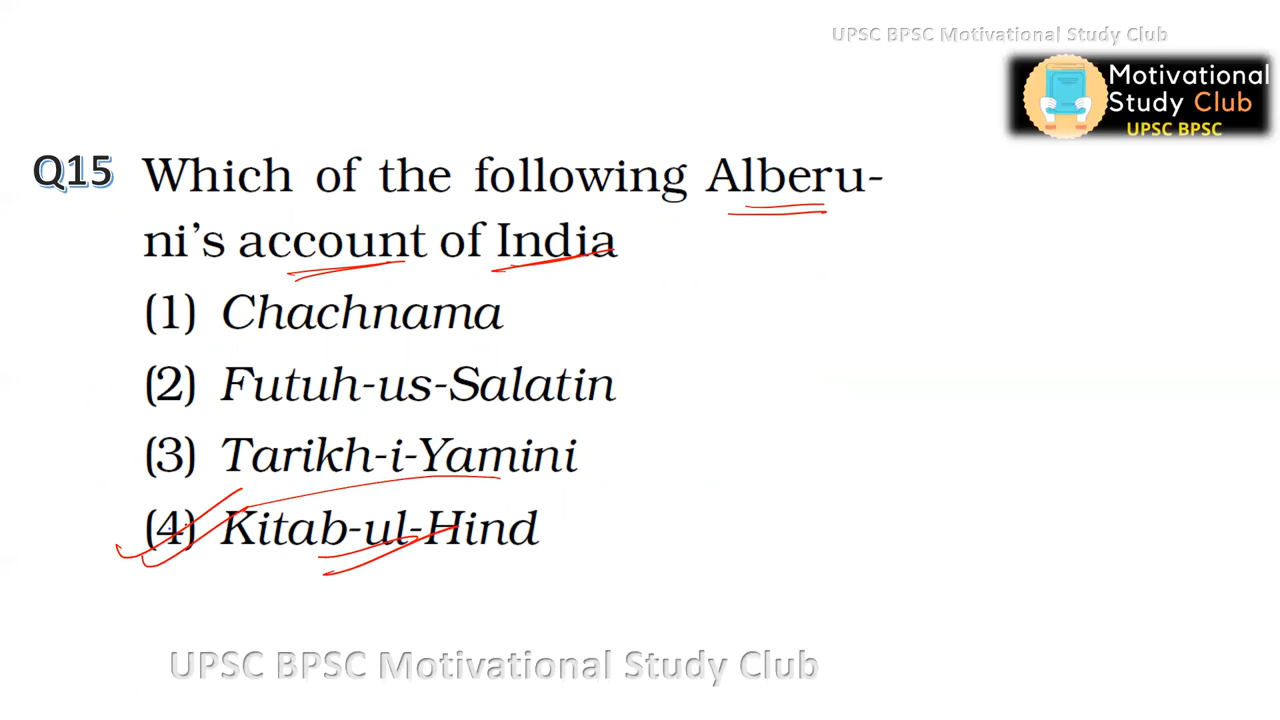 UPSC BPSC Motivational Study Club
Motivational
Study Club
UPSC BPSC
Q15 Which of the following Alberu-
ni's account of India
(1) Chachnama
(2) Futuh-us-Salatin
(3) Tarikh-i-Yamini
(4) Kitab-ul-Hind
UPSC BPSC Motivational Study Club